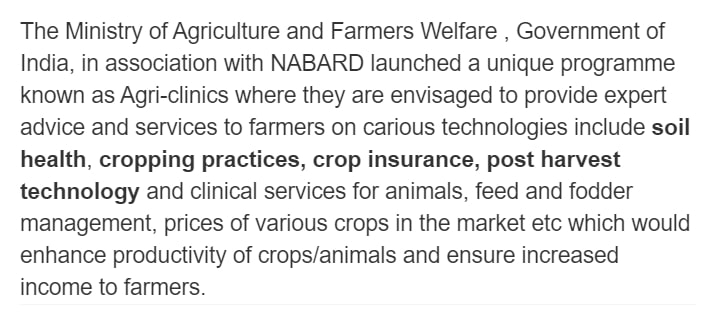 The Ministry of Agriculture and Farmers Welfare , Government of
India, in association with NABARD launched a unique programme
known as Agri-clinics where they are envisaged to provide expert
advice and services to farmers on carious technologies include soil
health, cropping practices, crop insurance, post harvest
technology and clinical services for animals, feed and fodder
management, prices of various crops in the market etc which would
enhance productivity of crops/animals and ensure increased
income to farmers.